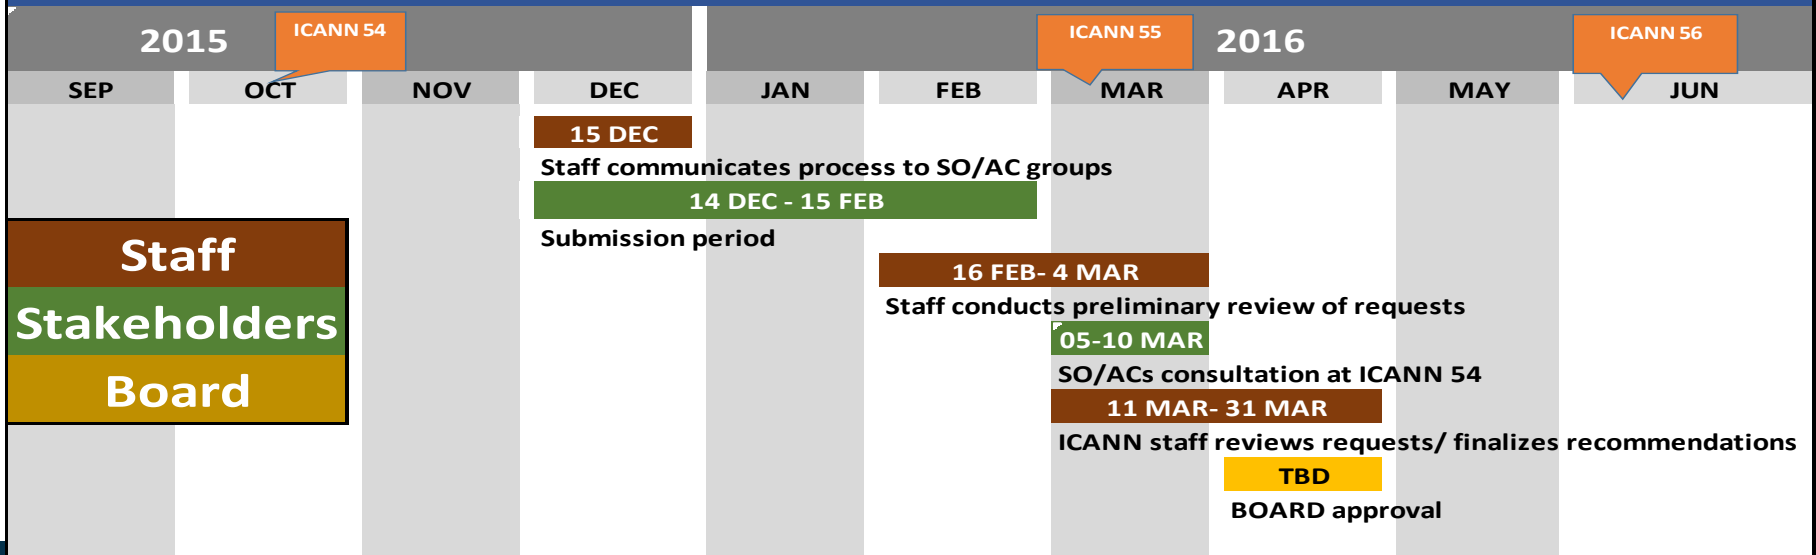 2015
ICANN 54
ICANN 55
2016
ICANN 56
SEP OCT NOV DEC JAN FEB MAR APR MAY JUN
15 DEC
Staff communicates process to SO/AC groups
14 DEC - 15 FEB
Submission period
Staff
16 FEB- 4 MAR
Staff conducts preliminary review of requests
Stakeholders
05-10 MAR
SO/ACs consultation at ICANN 54
Board
11 MAR- 31 MAR
ICANN staff reviews requests/ finalizes recommendations
TBD
BOARD approval